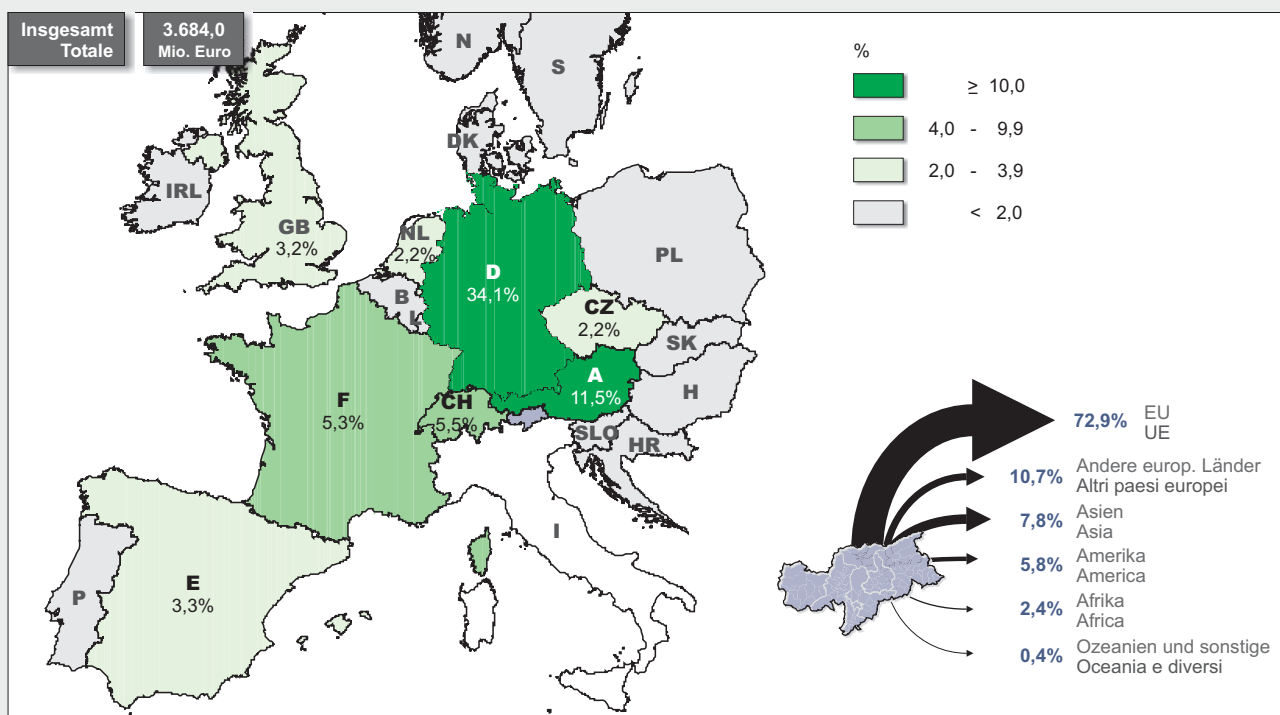 Insgesamt
Totale
3.684,0
Mio. Euro
%
≥ 10,0
4,0 - 9,9
2,0 - 3,9
< 2,0
N
S
DK
IRL
GB
3,2%
NL
2,2%
B
L
D
34,1%
PL
CZ
2,2%
SK
A
11,5%
H
F
5,3%
CH
5,5%
SLO
HR
I
P
E
3,3%
72,9% EU
UE
10,7% Andere europ. Länder
Altri paesi europei
7,8% Asien
Asia
5,8% Amerika
America
2,4% Afrika
Africa
0,4% Ozeanien und sonstige
Oceania e diversi